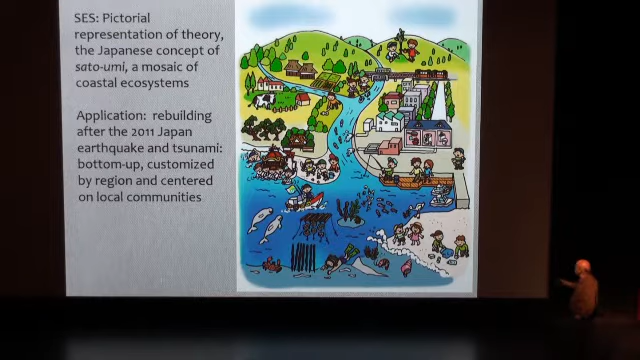 SES: Pictorial
representation of theory,
the Japanese concept of
sato-umi, a mosaic of
coastal ecosystems
Application: rebuilding
after the 2011 Japan
earthquake and tsunami:
bottom-up, customized
by region and centered
on local communities